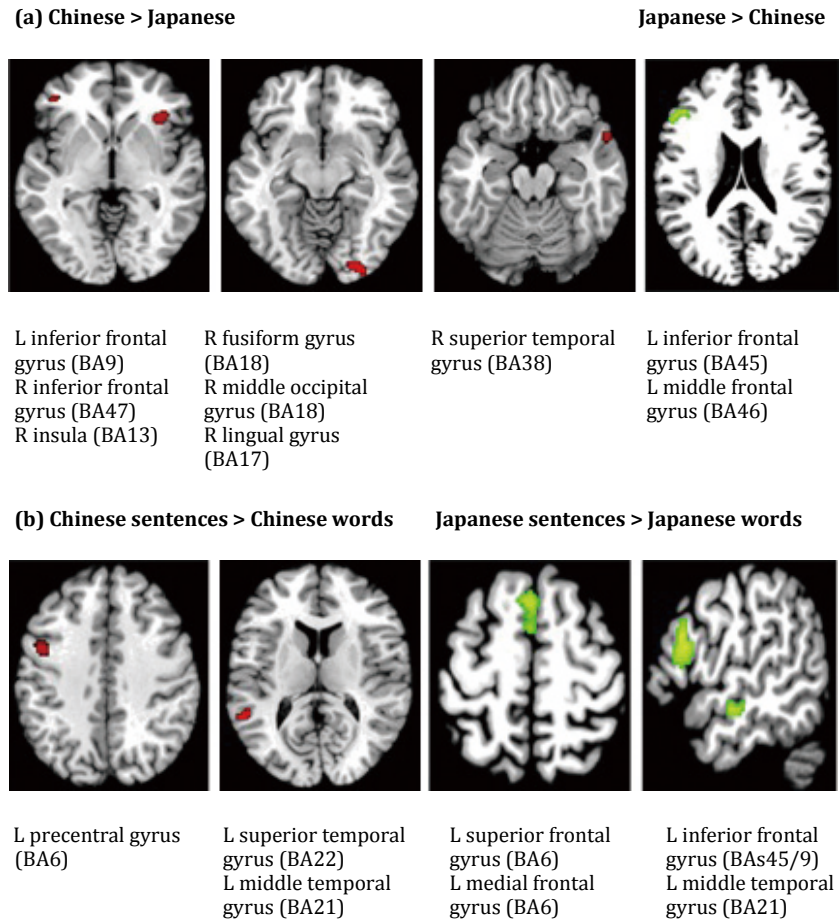 (a) Chinese > Japanese
Japanese > Chinese
L inferior frontal
gyrus (BA9)
R inferior frontal
gyrus (BA47)
R insula (BA13)
R fusiform gyrus
(BA18)
R middle occipital
gyrus (BA18)
R lingual gyrus
(BA17)
R superior temporal
gyrus (BA38)
L inferior frontal
gyrus (BA45)
L middle frontal
gyrus (BA46)
(b) Chinese sentences > Chinese words
Japanese sentences > Japanese words
L precentral gyrus
(BA6)
L superior temporal
gyrus (BA22)
L middle temporal
gyrus (BA21)
L superior frontal
gyrus (BA6)
L medial frontal
gyrus (BA6)
L inferior frontal
gyrus (BAs45/9)
L middle temporal
gyrus (BA21)